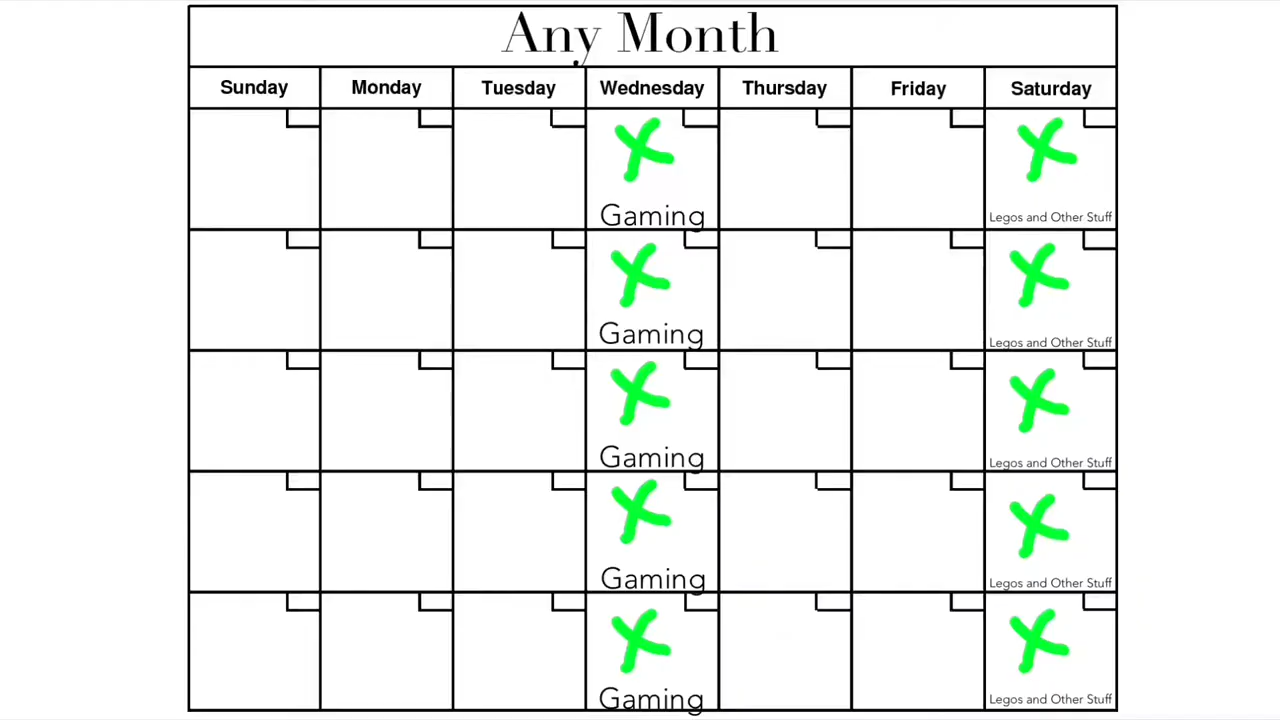 Any Month
Sunday Monday Tuesday Wednesday Thursday Friday Saturday
Gaming Legos and Other Stuff
Gaming Legos and Other Stuff
Gaming Legos and Other Stuff
Gaming Legos and Other Stuff
Gaming Legos and Other Stuff